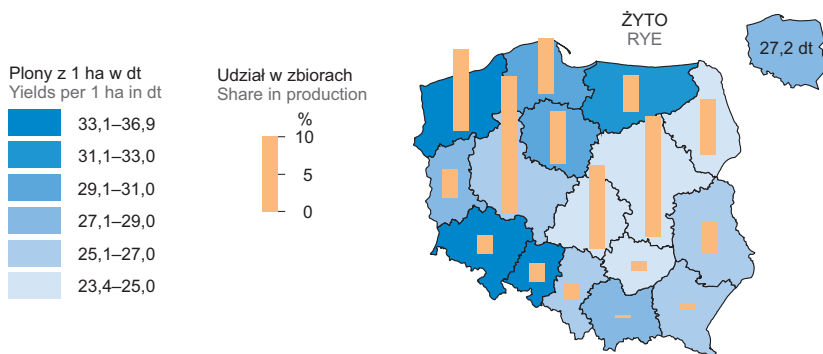 ŻYTO
RYE
27,2 dt
Plony z 1 ha w dt
Yields per 1 ha in dt
33,1–36,9
31,1–33,0
29,1–31,0
27,1–29,0
25,1–27,0
23,4–25,0
Udział w zbiorach
Share in production
%
10
5
0